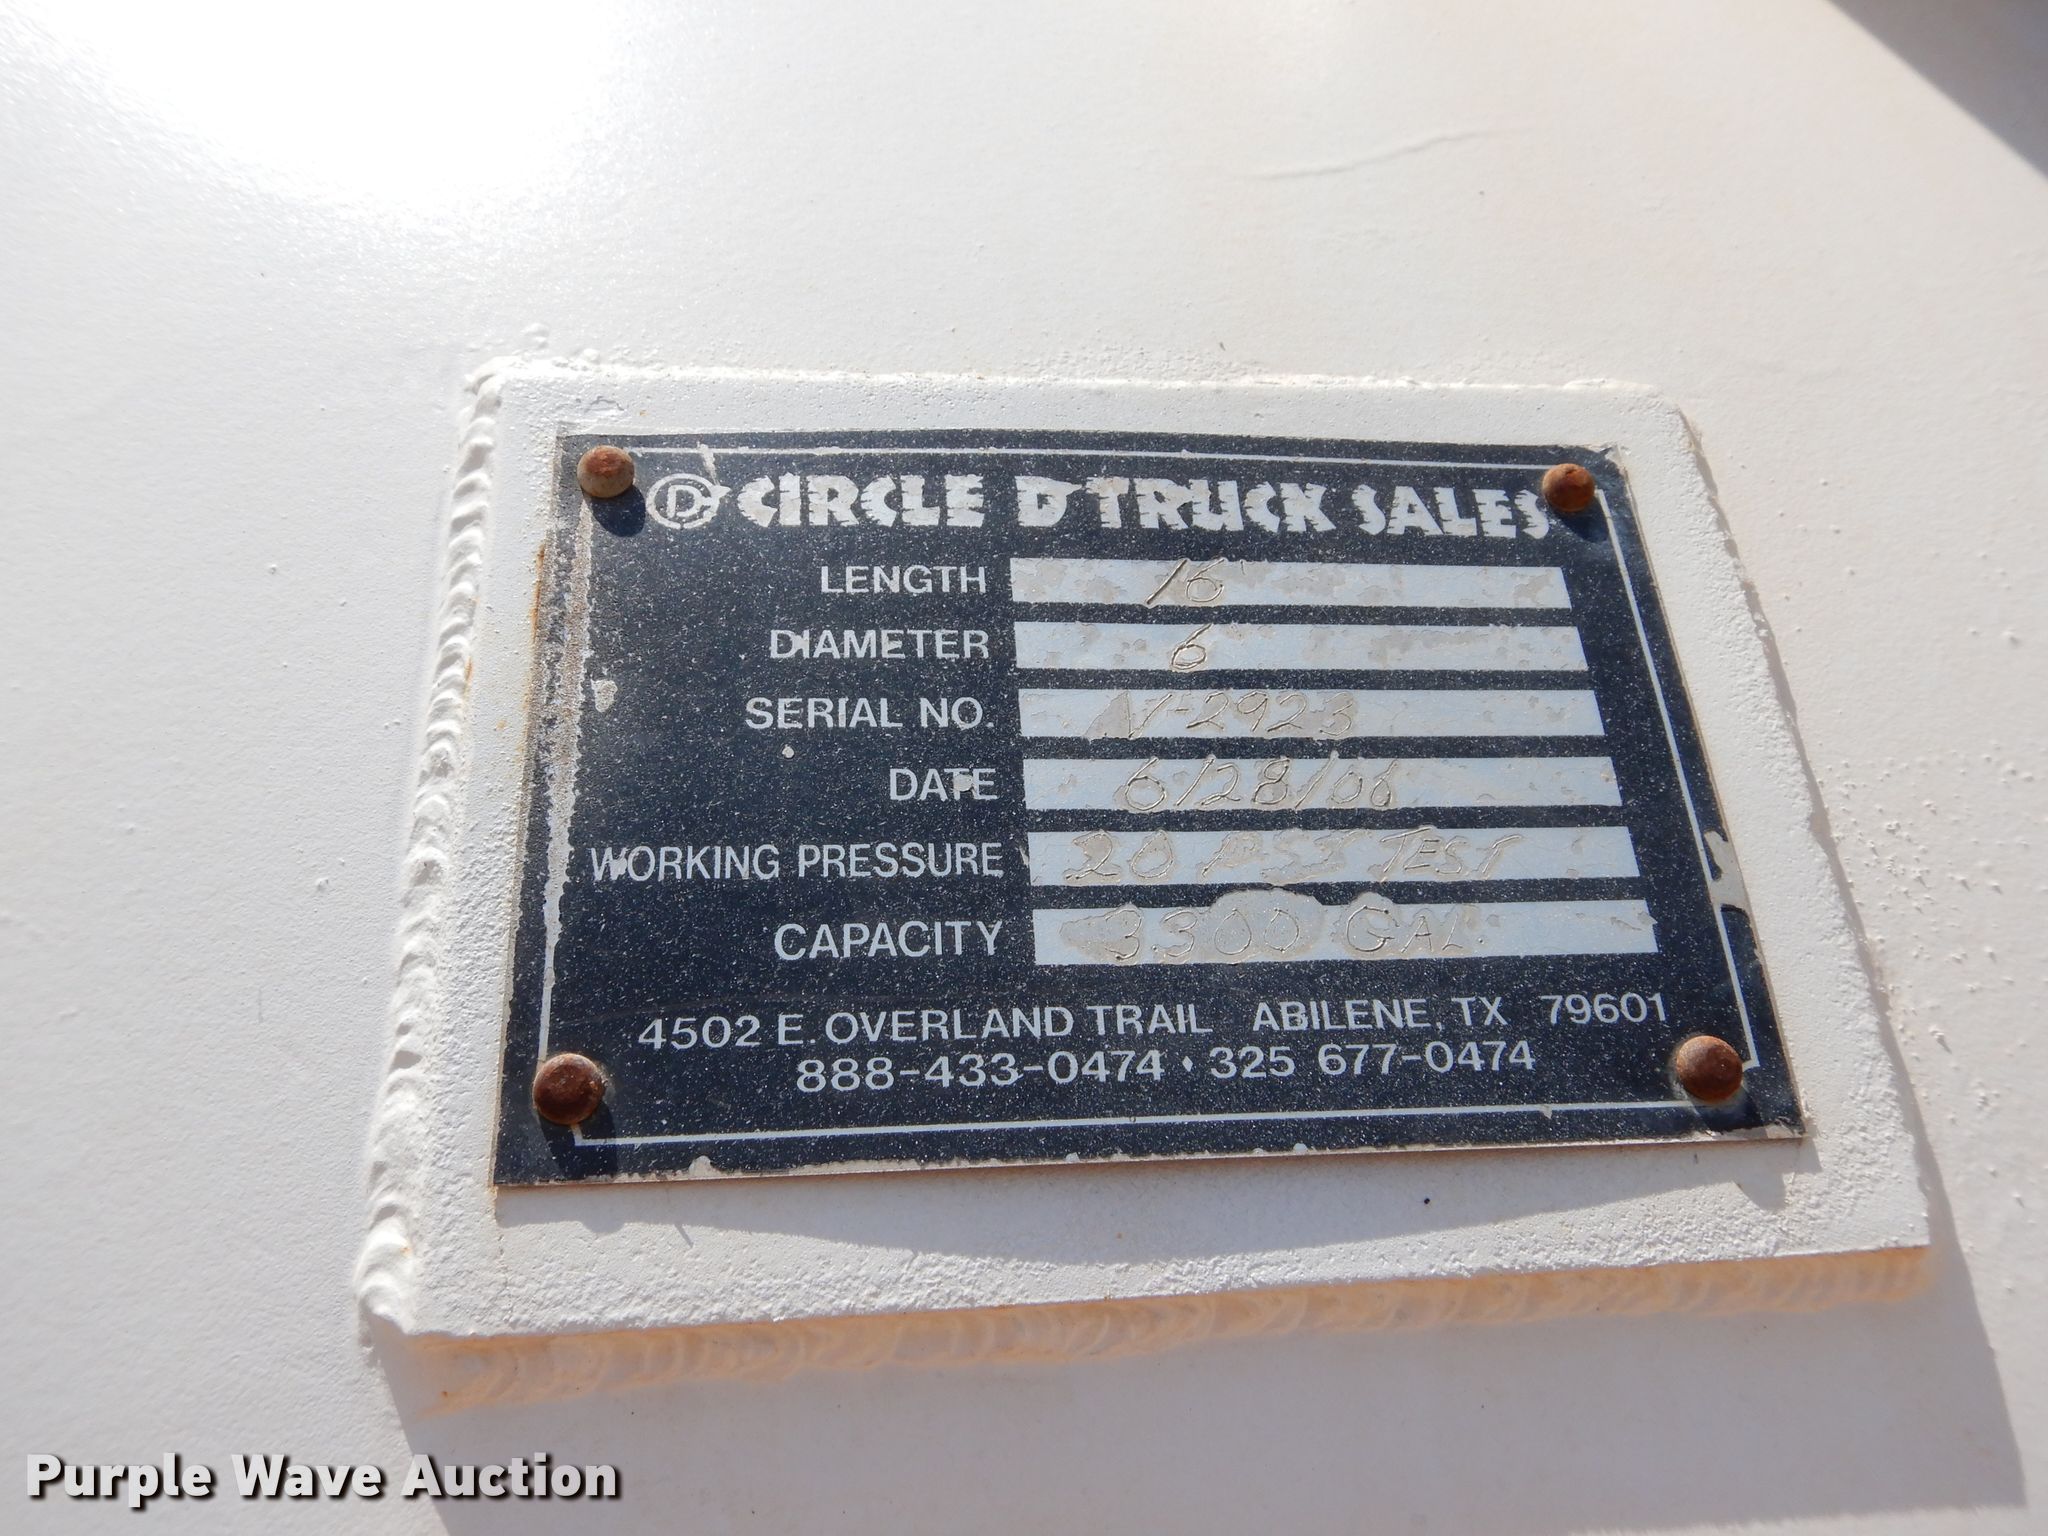 D CIRCLE D TRUCK SALES
LENGTH 16'
DIAMETER 6
SERIAL NO. N-2923
DATE 6/28/06
WORKING PRESSURE 20 PSI TEST
CAPACITY 3300 GAL.
4502 E. OVERLAND TRAIL ABILENE, TX 79601
888-433-0474 • 325 677-0474
Purple Wave Auction